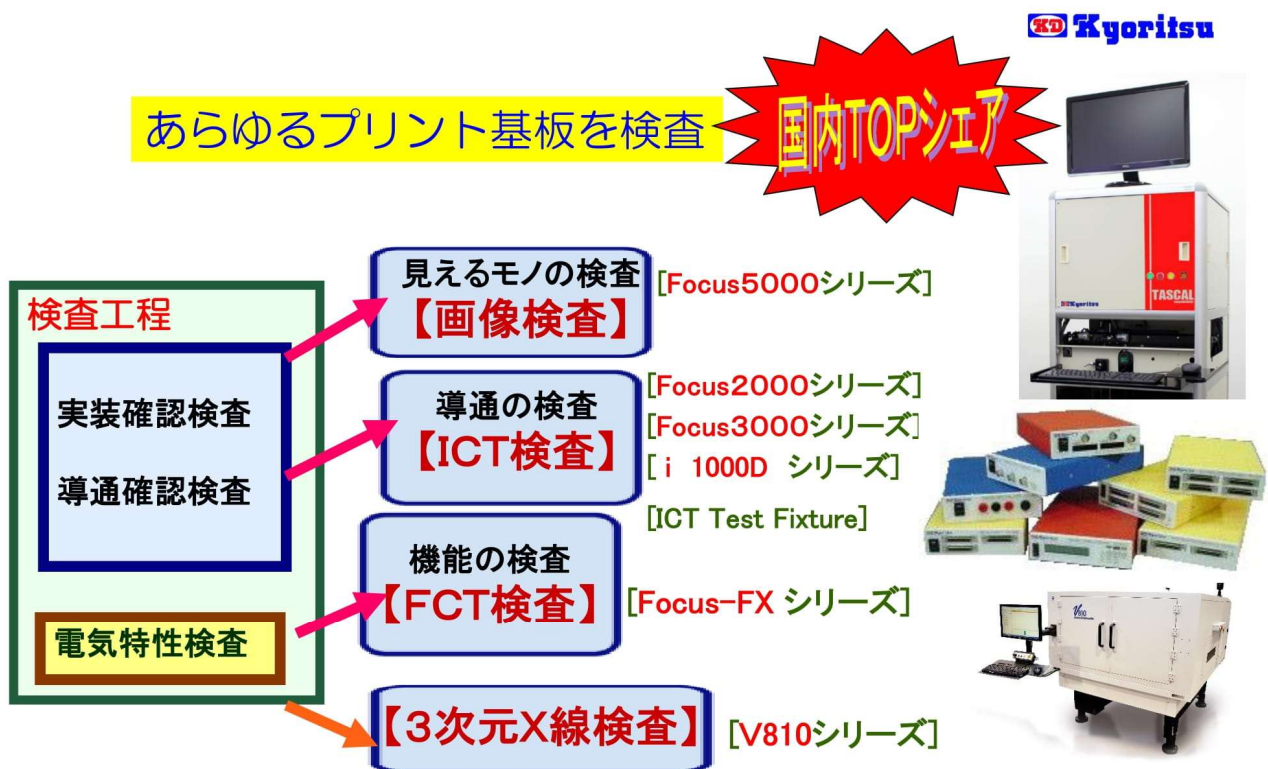 KD Kyoritsu
あらゆるプリント基板を検査
国内TOPシェア
検査工程
実装確認検査
導通確認検査
電気特性検査
見えるモノの検査
【画像検査】
[Focus5000シリーズ]
導通の検査
【ICT検査】
[Focus2000シリーズ]
[Focus3000シリーズ]
[ i 1000D シリーズ]
[ICT Test Fixture]
機能の検査
【FCT検査】
[Focus-FX シリーズ]
【3次元X線検査】
[V810シリーズ]
TASCAL
Kyoritsu
V810